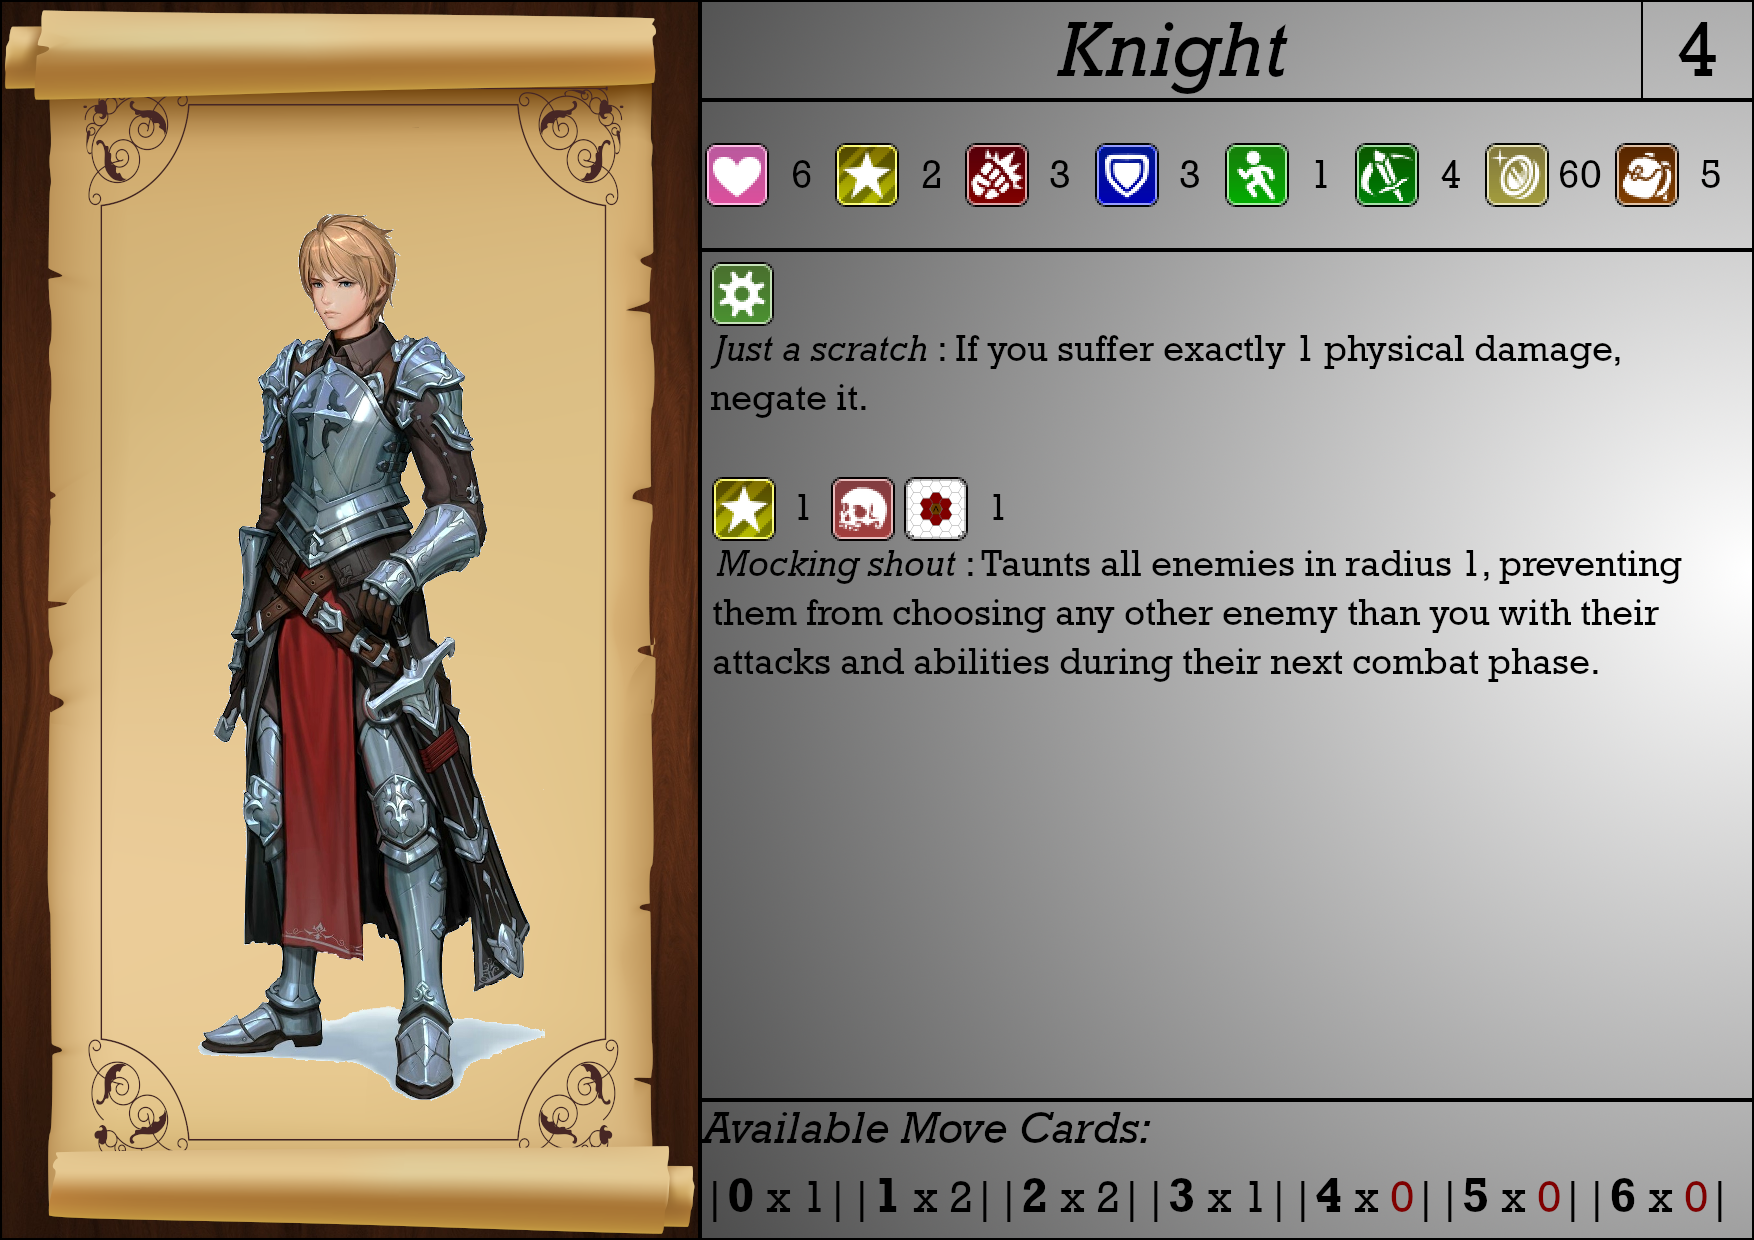 Knight 4
6 2 3 3 1 4 60 5
Just a scratch : If you suffer exactly 1 physical damage,
negate it.
1 1
Mocking shout : Taunts all enemies in radius 1, preventing
them from choosing any other enemy than you with their
attacks and abilities during their next combat phase.
Available Move Cards:
|0 x 1||1 x 2||2 x 2||3 x 1||4 x 0||5 x 0||6 x 0|